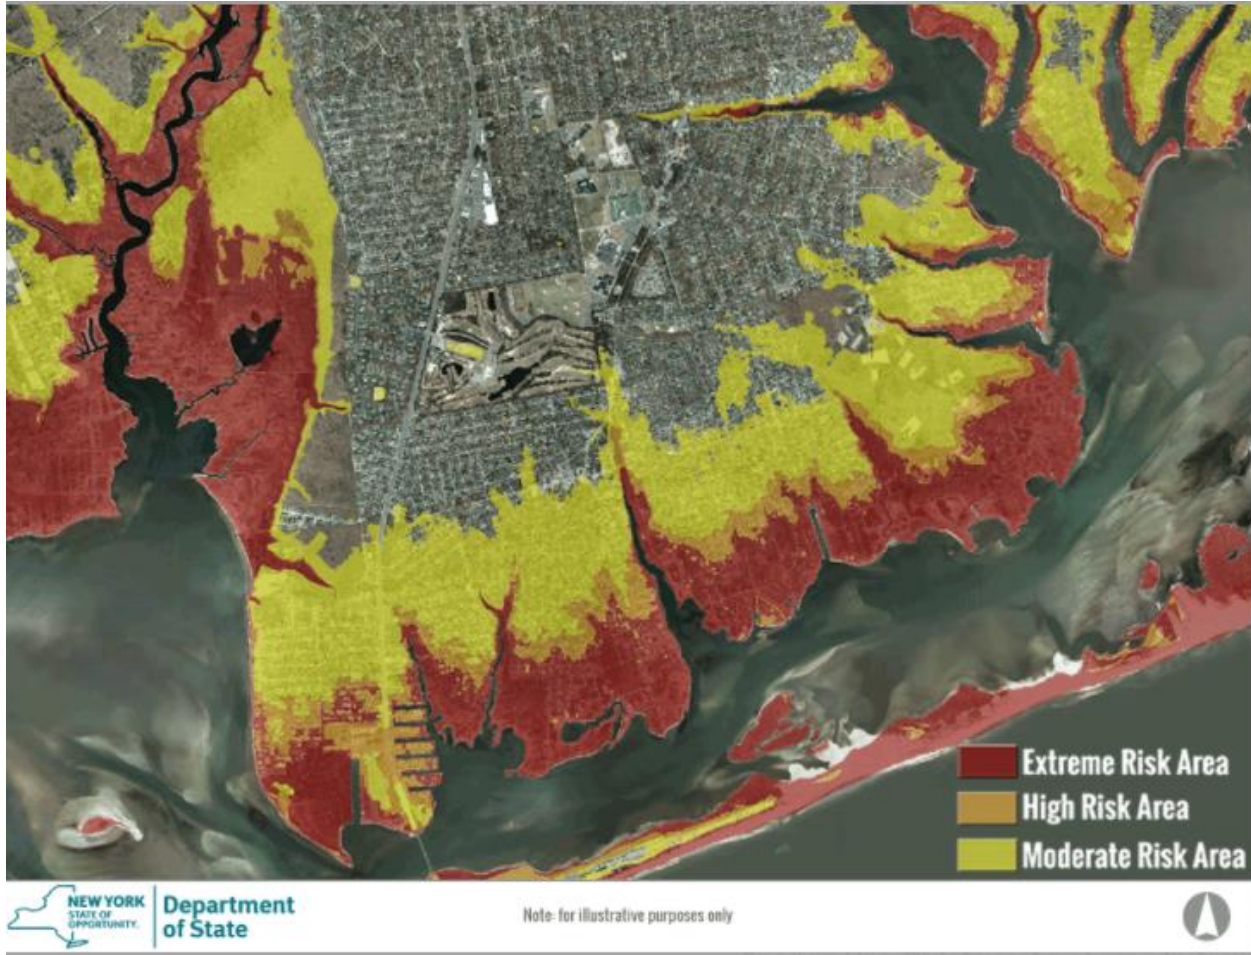 Extreme Risk Area
High Risk Area
Moderate Risk Area
NEW YORK
STATE OF
OPPORTUNITY.
Department
of State
Note: for illustrative purposes only